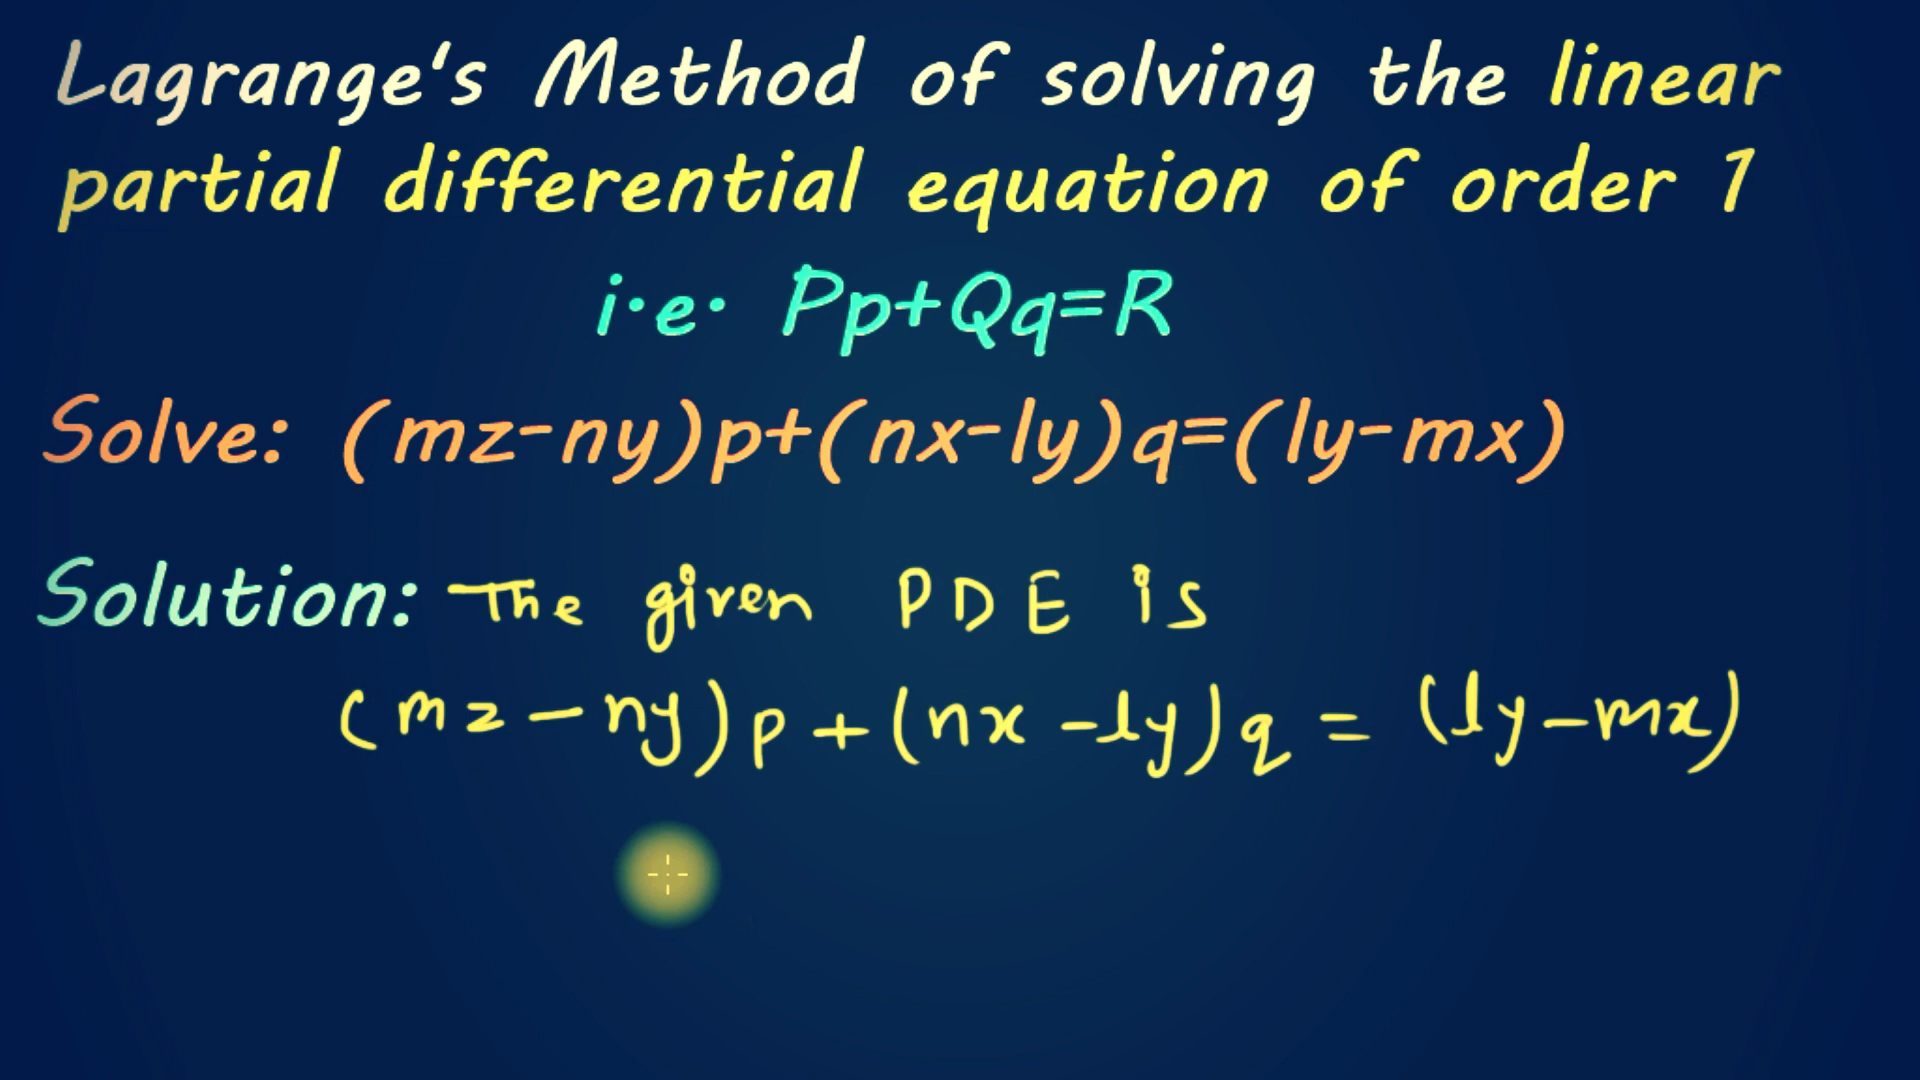 Lagrange's Method of solving the linear
partial differential equation of order 1
i·e· Pp+Qq=R
Solve: (mz-ny)p+(nx-ly)q=(ly-mx)
Solution: The given PDE is
(mz-ny)p+(nx-ly)q = (ly-mx)